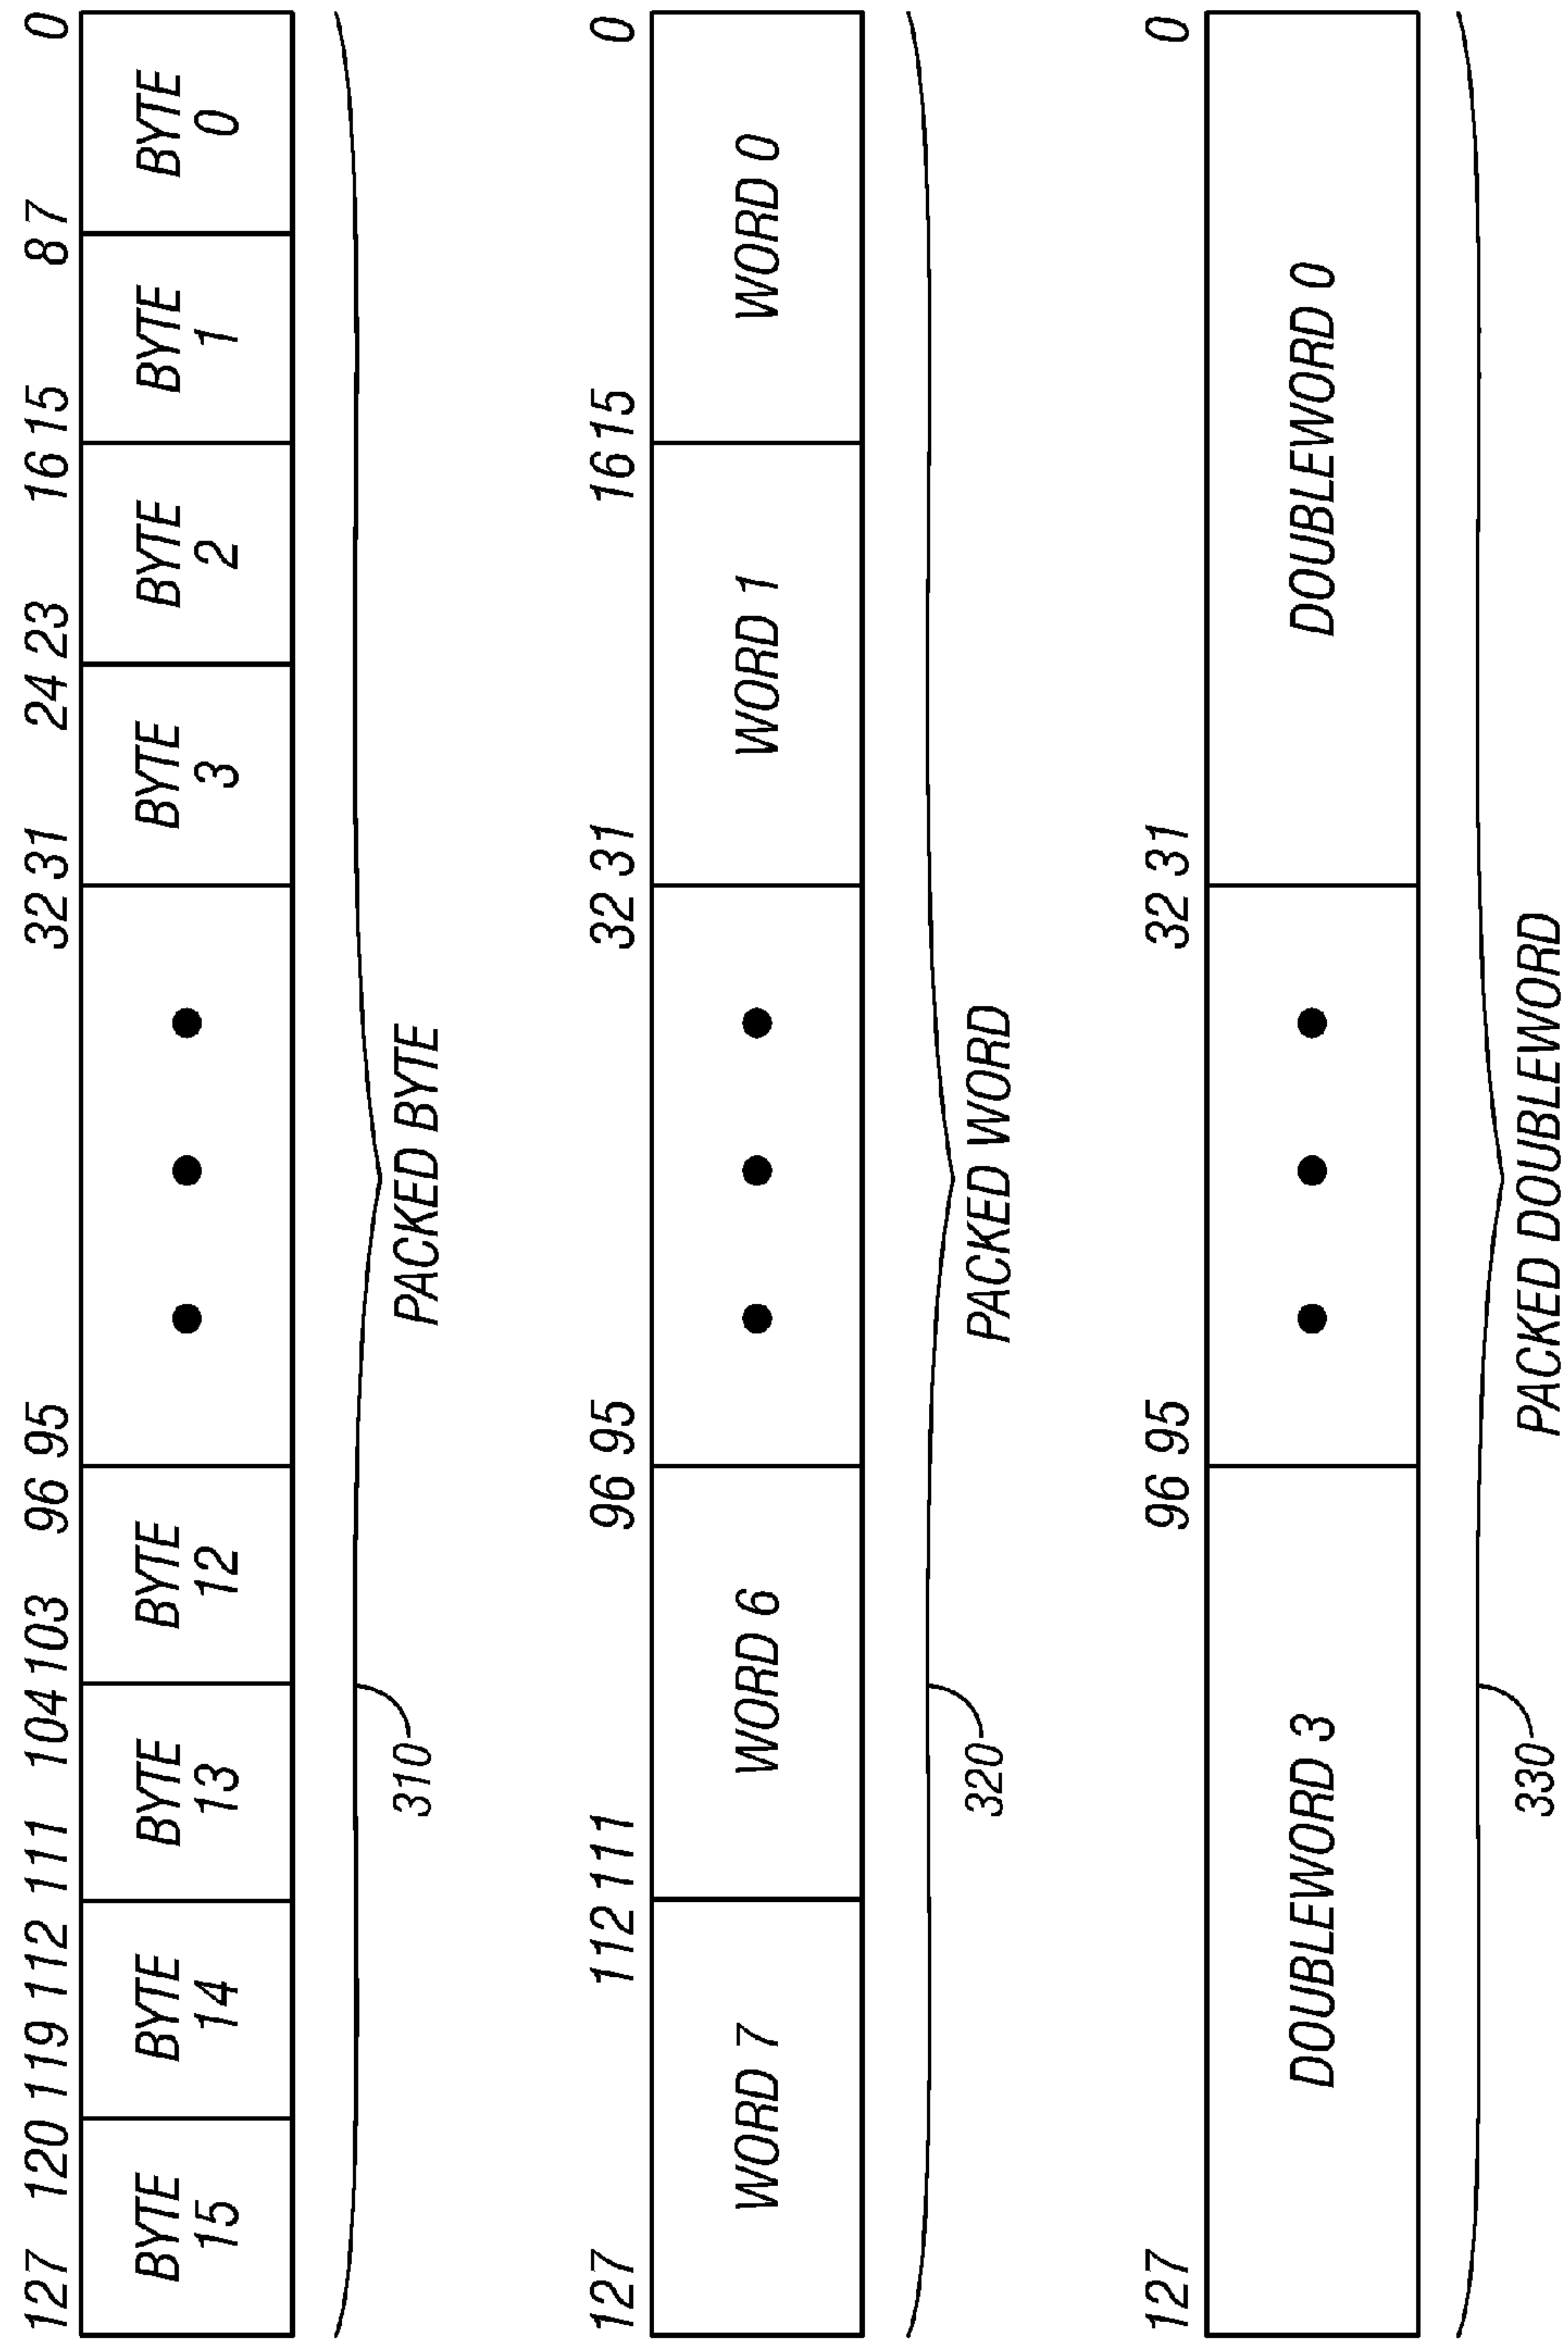 127 120 119 112 111 104 103 96 95 32 31 24 23 16 15 8 7 0
BYTE 15 BYTE 14 BYTE 13 BYTE 12 BYTE 3 BYTE 2 BYTE 1 BYTE 0
310
PACKED BYTE
127 112 111 96 95 32 31 16 15 0
WORD 7 WORD 6 WORD 1 WORD 0
320
PACKED WORD
127 96 95 32 31 0
DOUBLEWORD 3 DOUBLEWORD 0
330
PACKED DOUBLEWORD